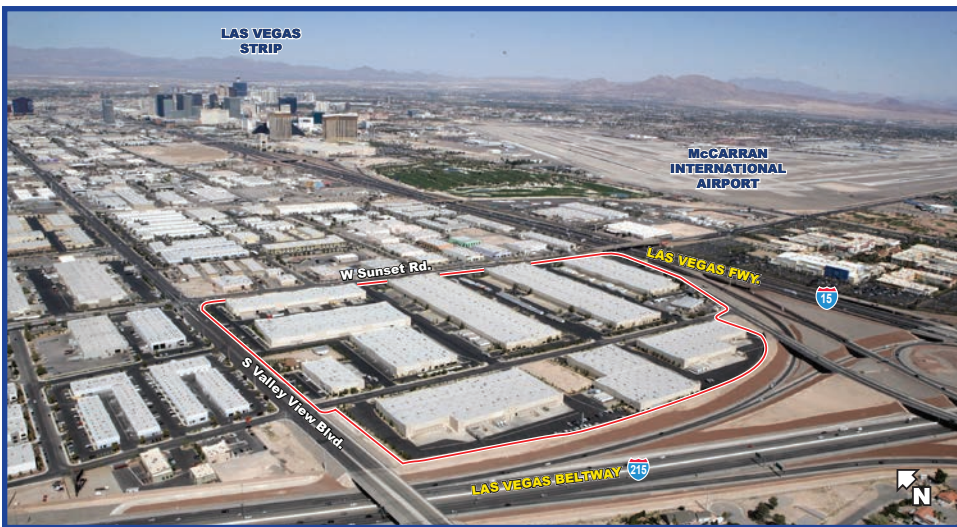 LAS VEGAS
STRIP
McCARRAN
INTERNATIONAL
AIRPORT
W Sunset Rd.
LAS VEGAS FWY.
15
S Valley View Blvd.
LAS VEGAS BELTWAY
215
N